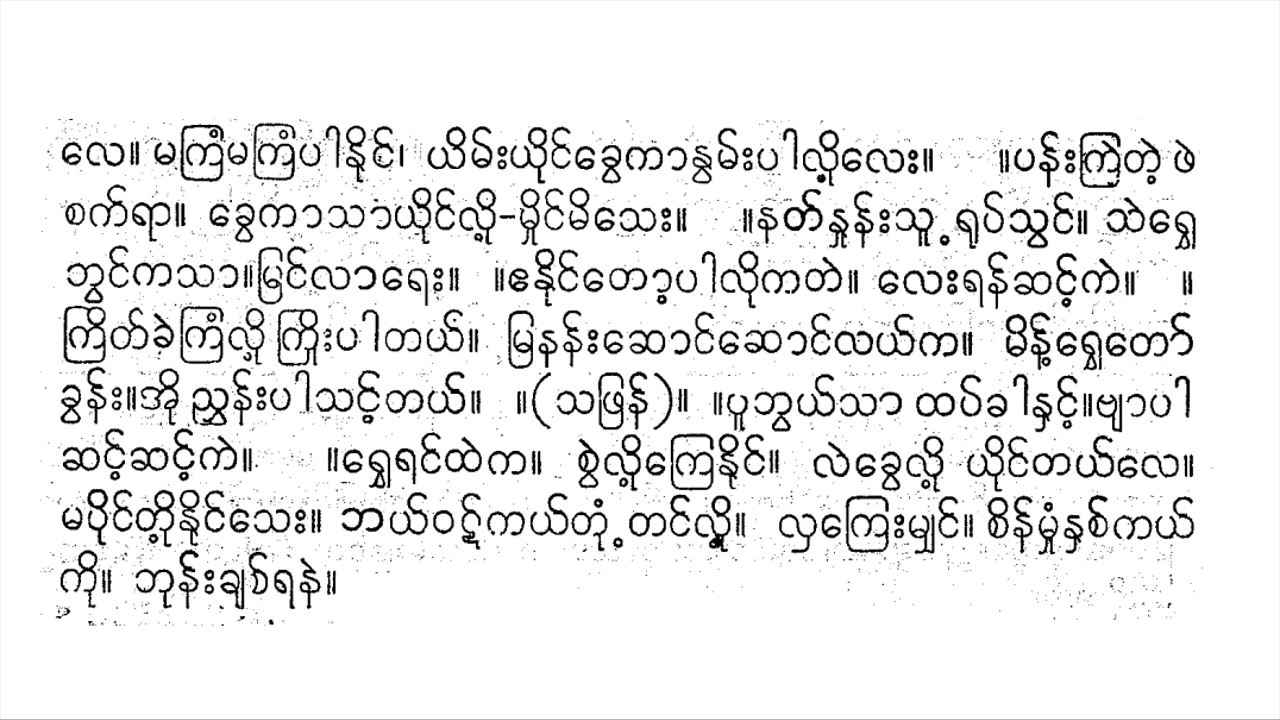 လေ။ မကြံမကြံပါနိုင်၊ ယိမ်းယိုင်ခွေကာနွမ်းပါလို့လေး။ ။ပန်းကြဲတဲ့ ဖဲ
စက်ရာ။ ခွေကာသာယိုင်လို့-မှိုင်မိသေး။ ။နတ်နှုန်းသူ့ ရုပ်သွင်။ သဲရွှေ
ဘွင်ကသာ။မြင်လာရေး။ ။ဧနိုင်တော့ပါလိုကတဲ။ လေးရန်ဆင့်ကဲ။ ။
ကြိတ်ခဲ့ကြံလို့ ကြိုးပါတယ်။ မြနန်းဆောင်ဆောင်လယ်က။ မိန့်ရွှေတော်
ခွန်း။အို ညွှန်းပါသင့်တယ်။ ။(သဖြန်)။ ။ပူဘွယ်သာ ထပ်ခါနှင့်။ဗျာပါ
ဆင့်ဆင့်ကဲ။ ။ရွှေရင်ထဲက။ စွဲလို့ကြေနိုင်။ လဲခွေလို့ ယိုင်တယ်လေ။
မပိုင်တို့နိုင်သေး။ ဘယ်ဝဋ်ကယ်တုံ့ တင်လို့။ လှကြေးမျှင်။ စိန်မှုံနှစ်ကယ်
ကို။ ဘုန်းချစ်ရနဲ။